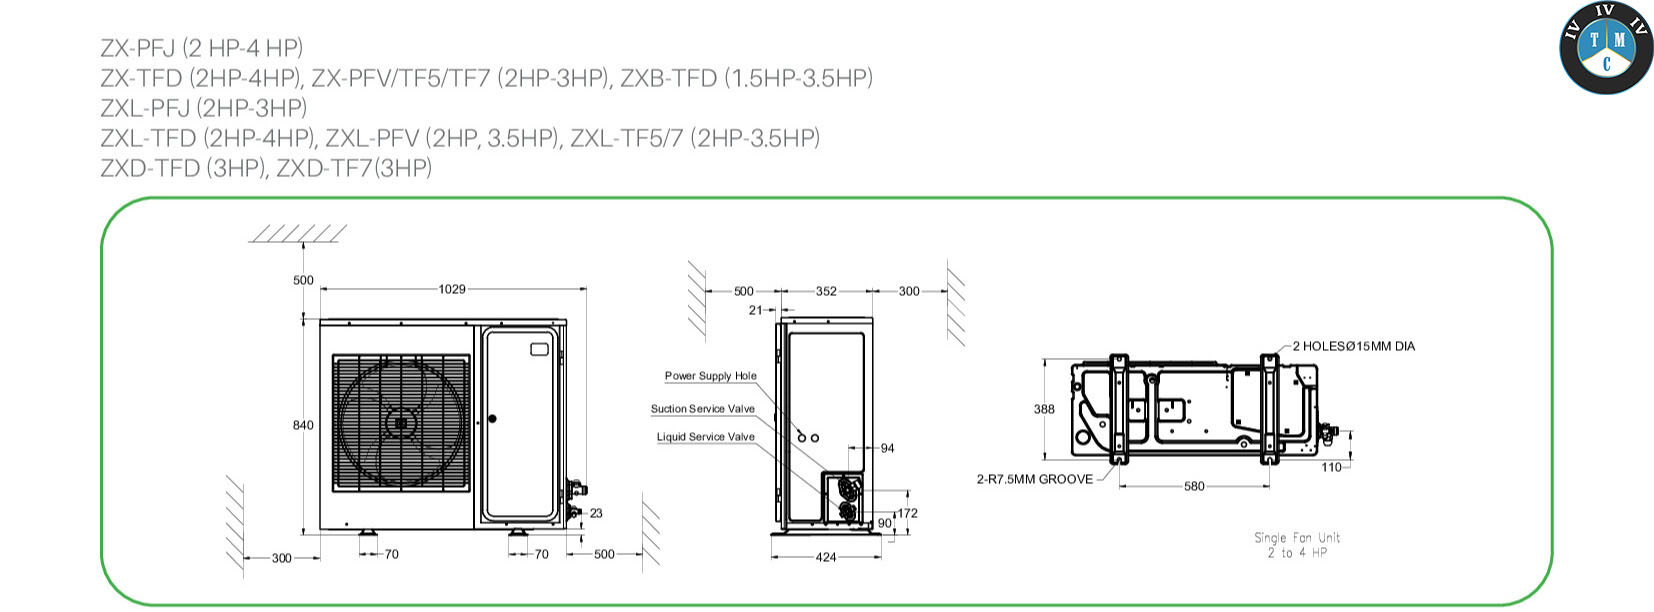 ZX-PFJ (2 HP-4 HP)
ZX-TFD (2HP-4HP), ZX-PFV/TF5/TF7 (2HP-3HP), ZXB-TFD (1.5HP-3.5HP)
ZXL-PFJ (2HP-3HP)
ZXL-TFD (2HP-4HP), ZXL-PFV (2HP, 3.5HP), ZXL-TF5/7 (2HP-3.5HP)
ZXD-TFD (3HP), ZXD-TF7(3HP)
IV IV IV
T M
C
500
1029
840
23
300
70
70
500
500
352
300
21
Power Supply Hole
Suction Service Valve
Liquid Service Valve
94
172
90
424
2 HOLESØ15MM DIA
388
110
2-R7.5MM GROOVE
580
Single Fan Unit
2 to 4 HP